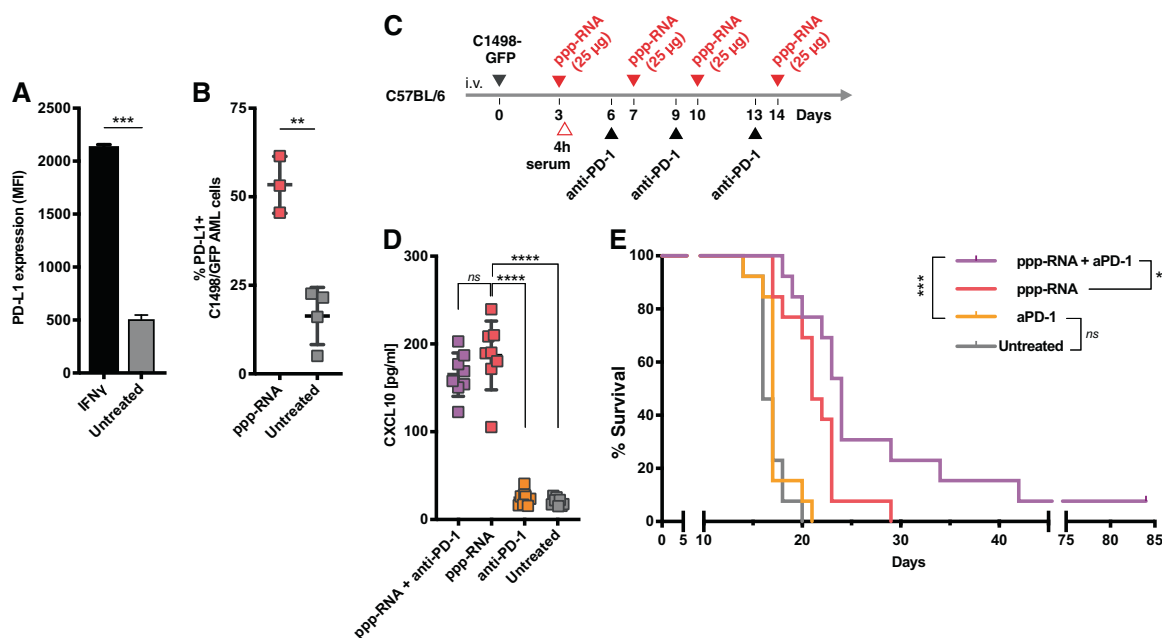 A
PD-L1 expression (MFI)
2500
2000
1500
1000
500
0
***
IFNγ
Untreated
B
% PD-L1+
C1498/GFP AML cells
75
50
25
0
**
ppp-RNA
Untreated
C
C1498-
GFP
ppp-RNA
(25 μg)
ppp-RNA
(25 μg)
ppp-RNA
(25 μg)
ppp-RNA
(25 μg)
i.v.
C57BL/6
0 3 6 7 9 10 13 14 Days
4h
serum
anti-PD-1
anti-PD-1
anti-PD-1
D
CXCL10 [pg/ml]
300
200
100
0
****
ns ****
ppp-RNA + anti-PD-1
ppp-RNA
anti-PD-1
Untreated
E
% Survival
100
80
60
40
20
0
0 5 10 20 30 40 75 80 85
Days
ppp-RNA + aPD-1
ppp-RNA
aPD-1
Untreated
***
*
ns